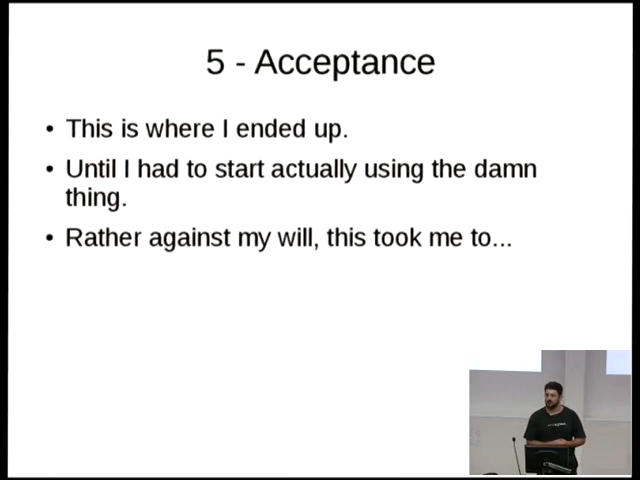 5 - Acceptance
• This is where I ended up.
• Until I had to start actually using the damn
thing.
• Rather against my will, this took me to...